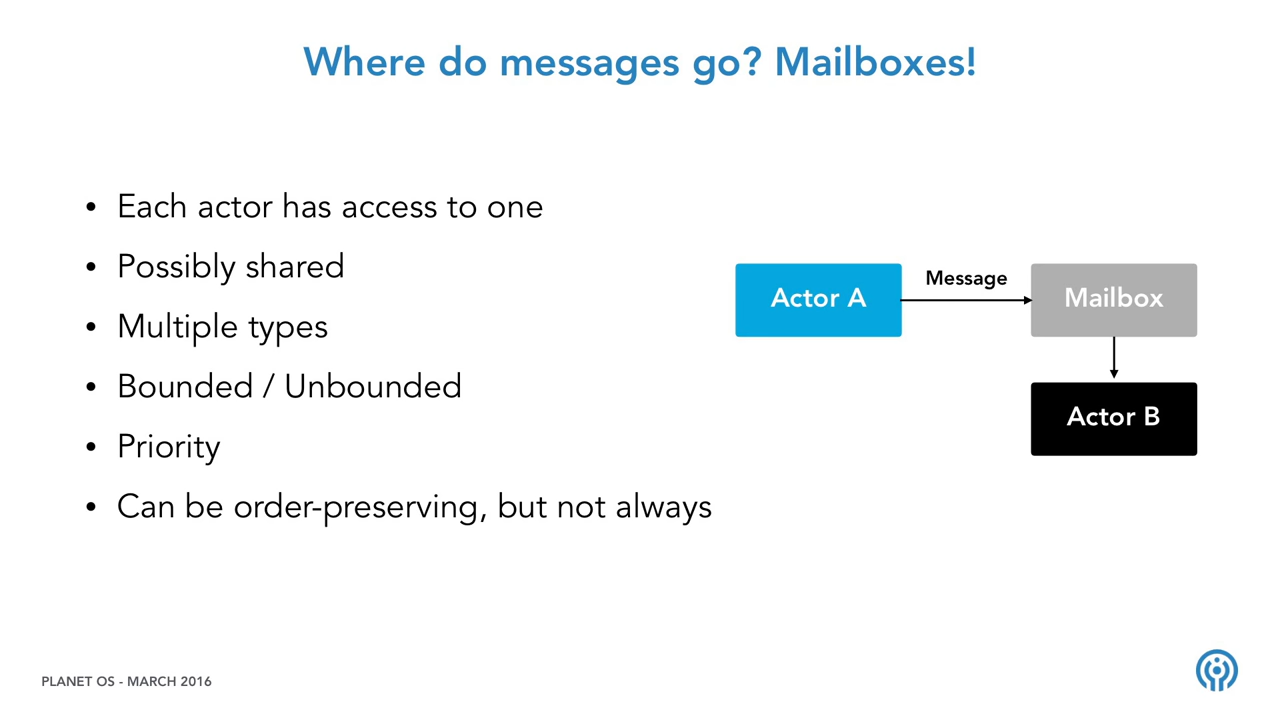 Where do messages go? Mailboxes!
• Each actor has access to one
• Possibly shared
• Multiple types
• Bounded / Unbounded
• Priority
• Can be order-preserving, but not always
Actor A
Message
Mailbox
Actor B
PLANET OS - MARCH 2016